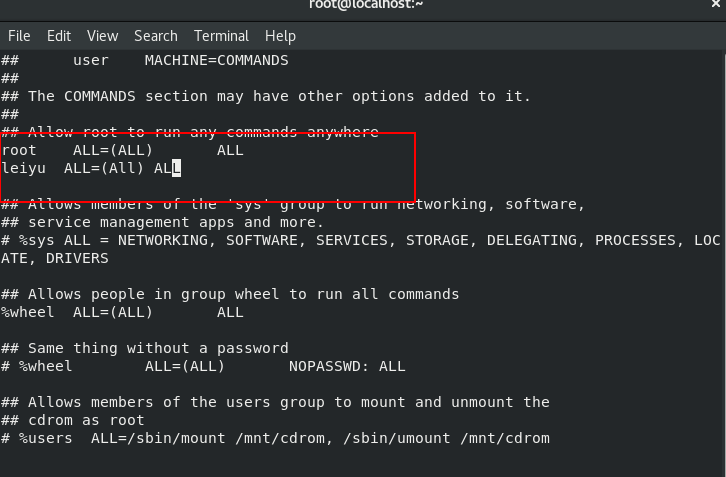 root@localhost:~
File Edit View Search Terminal Help
##      user    MACHINE=COMMANDS
##
## The COMMANDS section may have other options added to it.
##
## Allow root to run any commands anywhere
root    ALL=(ALL)       ALL
leiyu  ALL=(All) ALL
## Allows members of the 'sys' group to run networking, software,
## service management apps and more.
# %sys ALL = NETWORKING, SOFTWARE, SERVICES, STORAGE, DELEGATING, PROCESSES, LOC
ATE, DRIVERS
## Allows people in group wheel to run all commands
%wheel  ALL=(ALL)       ALL
## Same thing without a password
# %wheel        ALL=(ALL)       NOPASSWD: ALL
## Allows members of the users group to mount and unmount the
## cdrom as root
# %users  ALL=/sbin/mount /mnt/cdrom, /sbin/umount /mnt/cdrom